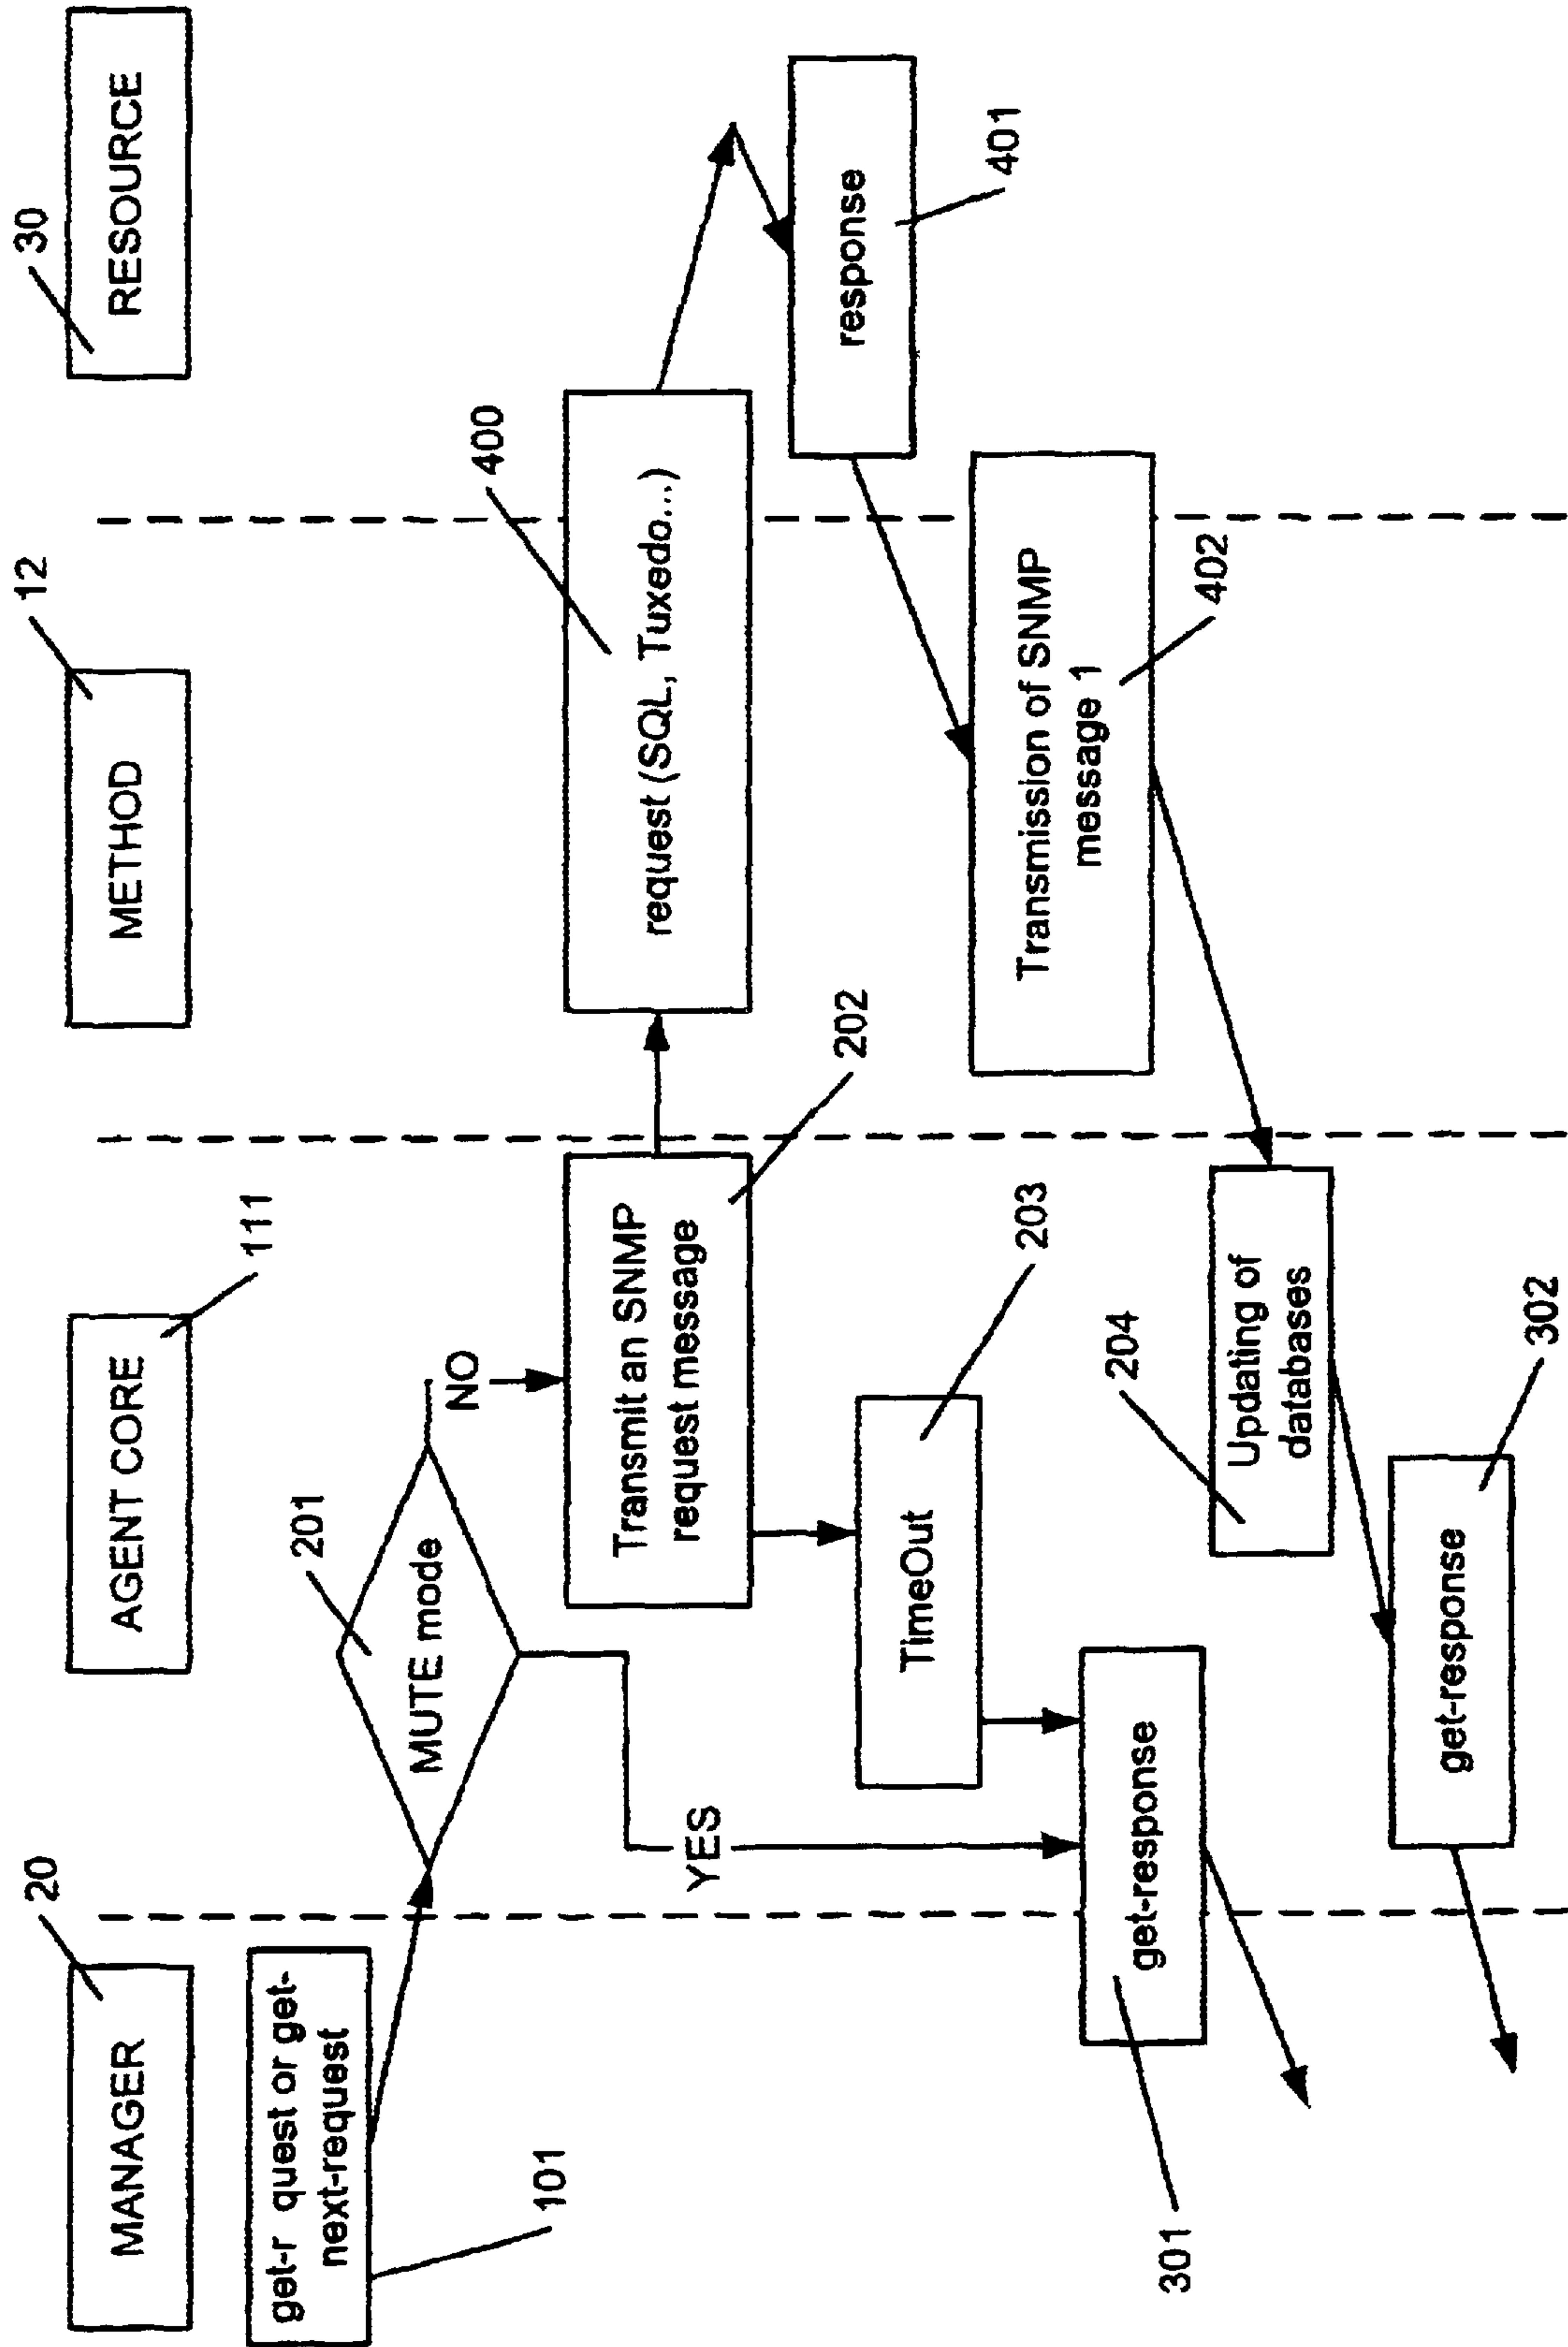 20
MANAGER
111
AGENT CORE
12
METHOD
30
RESOURCE
get-r quest or get-
next-request
101
201
MUTE mode
NO
YES
Transmit an SNMP
request message
202
400
request (SQL, Tuxedo...)
response
401
TimeOut
203
Transmission of SNMP
message 1
402
301
get-response
204
Updating of
databases
get-response
302